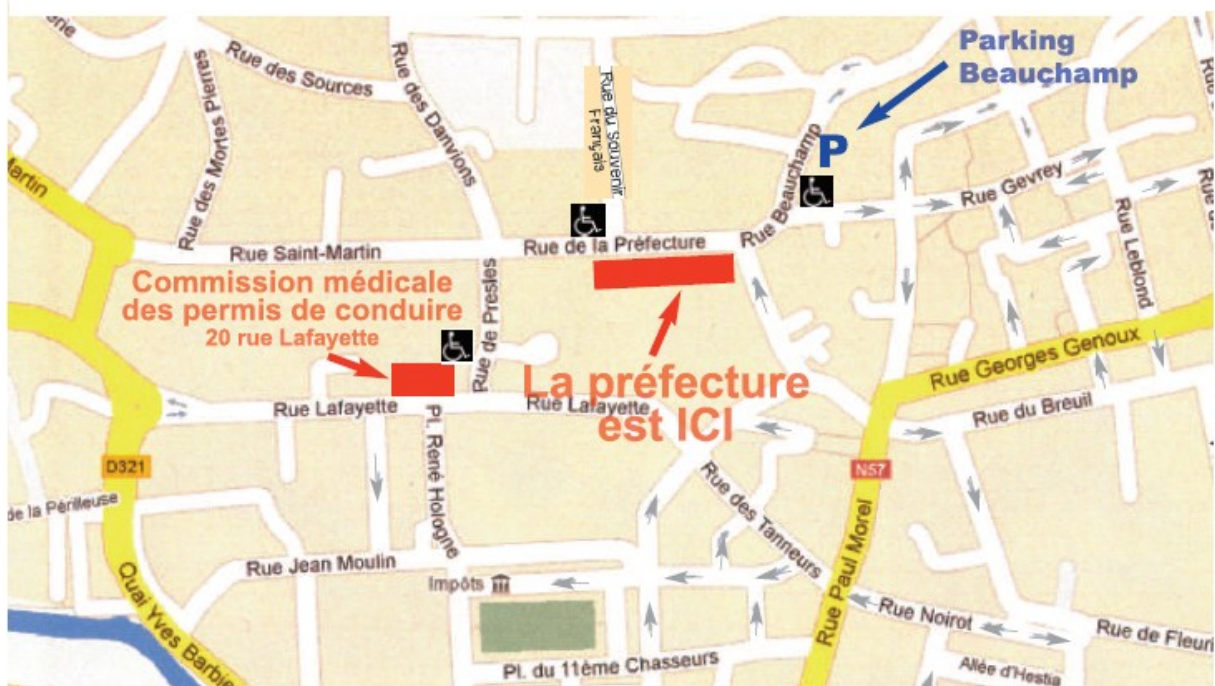 Parking
Beauchamp
Rue des Sources
Rue des Mortes Pierres
Rue des Danvions
Rue du Souvenir
Français
Rue Beauchamp
P
Rue Gevrey
Rue Leblond
Martin
Rue Saint-Martin
Rue de la Préfecture
Commission médicale
des permis de conduire
20 rue Lafayette
Rue de Presles
La préfecture
est ICI
Rue Georges Genoux
Rue Lafayette
Rue Lafayette
Rue du Breuil
Pl. René Hologne
D321
N57
de la Périlleuse
Rue des Tanneurs
Rue Paul Morel
Rue Jean Moulin
Impôts
Quai Yves Barbie
Rue Noirot
Rue de Fleuri
Pl. du 11ème Chasseurs
Allée d'Hestia